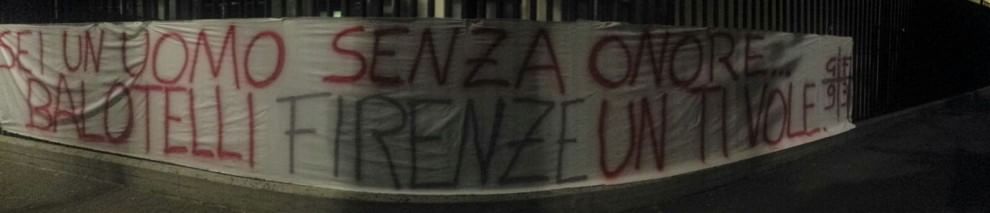 SEI UN UOMO SENZA ONORE...
BALOTELLI FIRENZE UN TI VOLE.